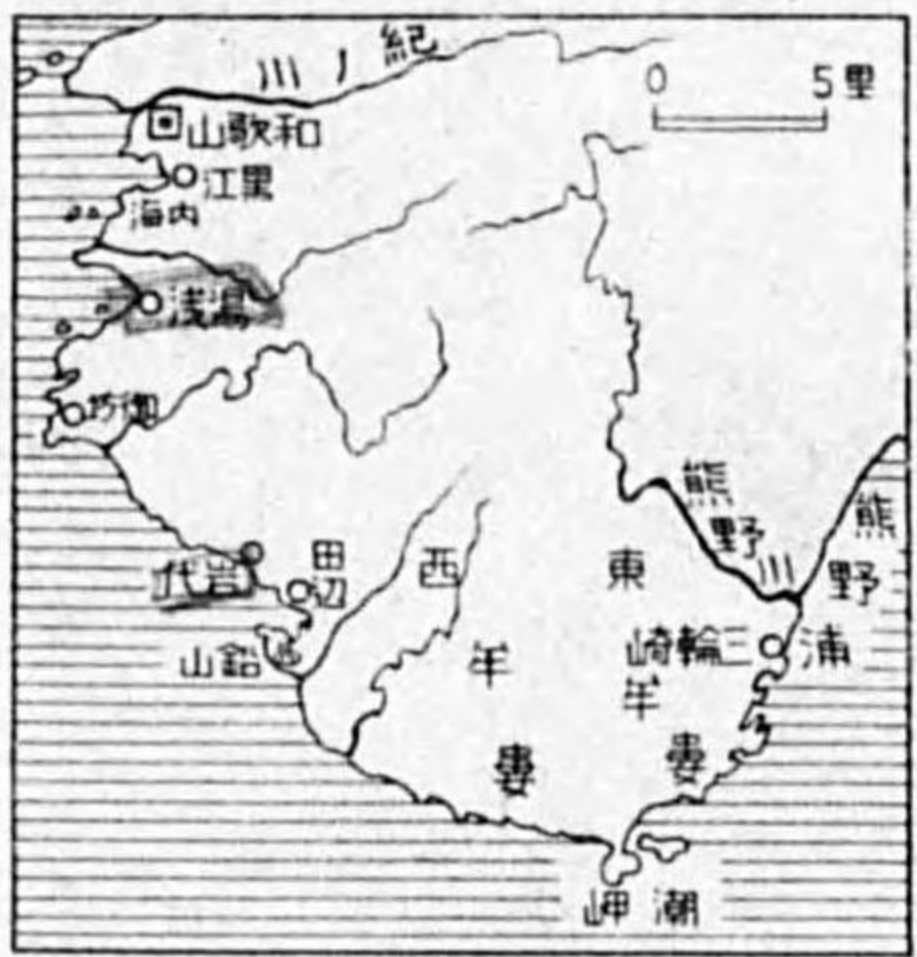 紀ノ川
0 5里
和歌山
黒江
内海
湯浅
御坊
岩代
田辺
鉛山
西牟婁
東牟婁
熊野川
熊野浦
三輪崎
潮岬